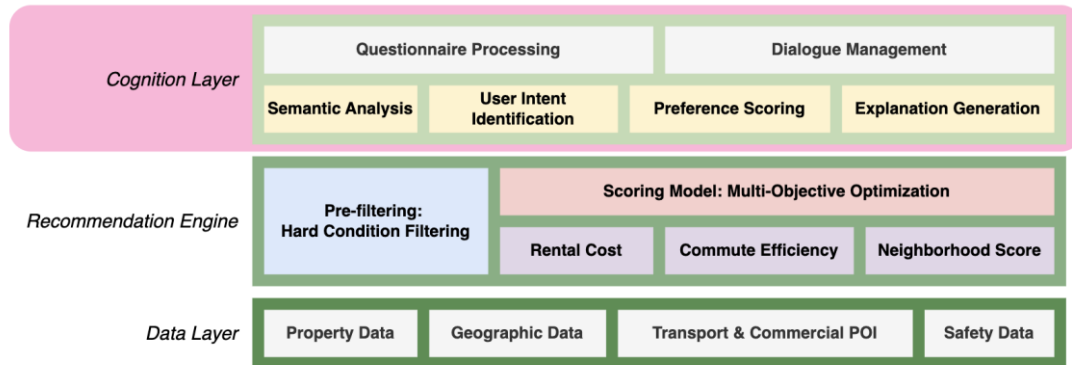 Cognition Layer
Questionnaire Processing
Dialogue Management
Semantic Analysis
User Intent
Identification
Preference Scoring
Explanation Generation
Recommendation Engine
Pre-filtering:
Hard Condition Filtering
Scoring Model: Multi-Objective Optimization
Rental Cost
Commute Efficiency
Neighborhood Score
Data Layer
Property Data
Geographic Data
Transport & Commercial POI
Safety Data